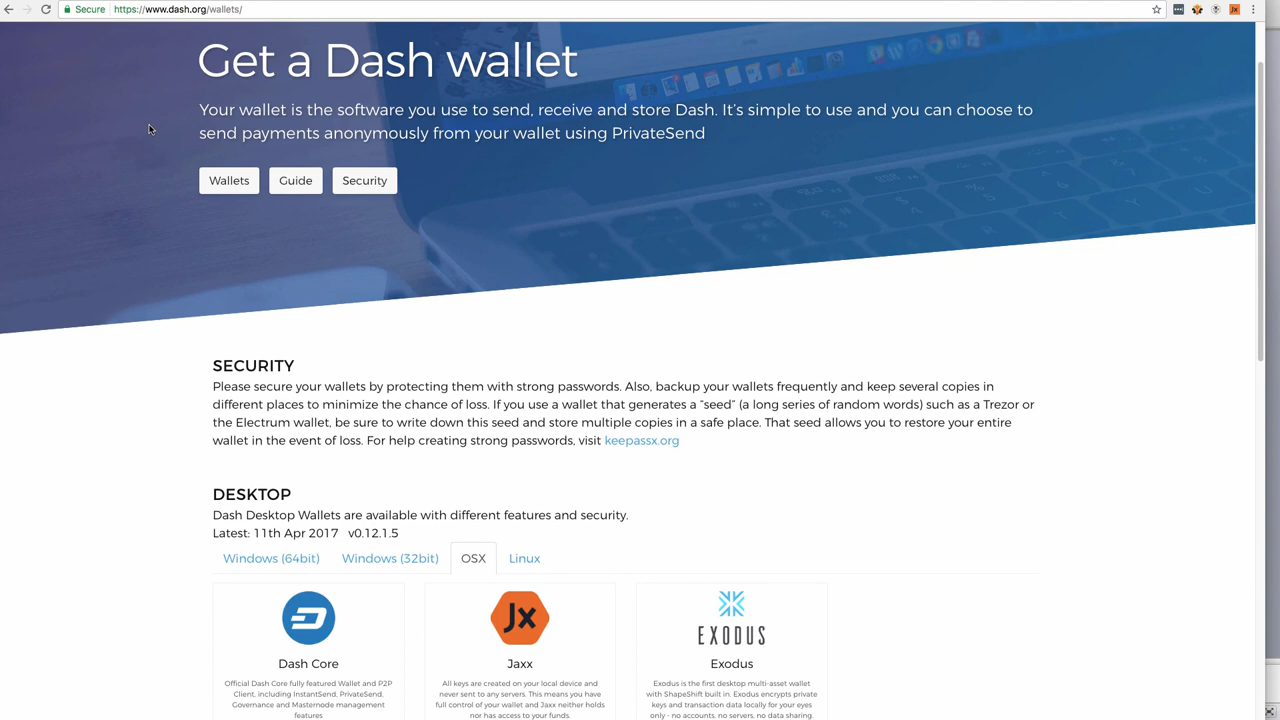 Secure https://www.dash.org/wallets/
Get a Dash wallet
Your wallet is the software you use to send, receive and store Dash. It's simple to use and you can choose to
send payments anonymously from your wallet using PrivateSend
Wallets Guide Security
SECURITY
Please secure your wallets by protecting them with strong passwords. Also, backup your wallets frequently and keep several copies in
different places to minimize the chance of loss. If you use a wallet that generates a “seed” (a long series of random words) such as a Trezor or
the Electrum wallet, be sure to write down this seed and store multiple copies in a safe place. That seed allows you to restore your entire
wallet in the event of loss. For help creating strong passwords, visit keepassx.org
DESKTOP
Dash Desktop Wallets are available with different features and security.
Latest: 11th Apr 2017 v0.12.1.5
Windows (64bit) Windows (32bit) OSX Linux
Jx
EXODUS
Dash Core
Official Dash Core fully featured Wallet and P2P
Client, including InstantSend, PrivateSend,
Governance and Masternode management
features
Jaxx
All keys are created on your local device and
never sent to any servers. This means you have
full control of your wallet and Jaxx neither holds
nor has access to your funds.
Exodus
Exodus is the first desktop multi-asset wallet
with ShapeShift built in. Exodus encrypts private
keys and transaction data locally for your eyes
only - no accounts, no servers, no data sharing.